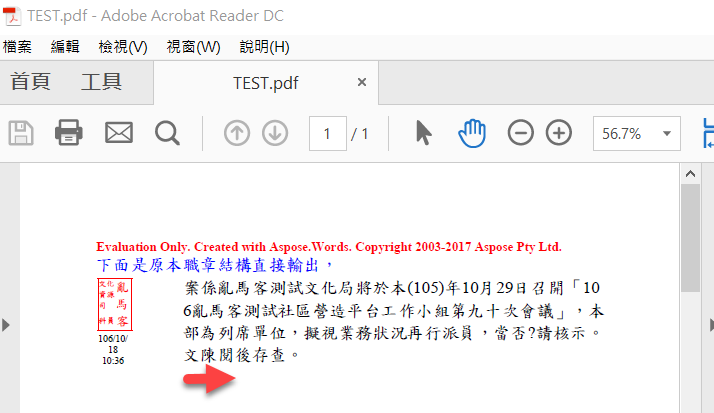 TEST.pdf - Adobe Acrobat Reader DC
檔案 編輯 檢視(V) 視窗(W) 說明(H)
首頁 工具 TEST.pdf ×
1 / 1 56.7%
Evaluation Only. Created with Aspose.Words. Copyright 2003-2017 Aspose Pty Ltd.
下面是原本職章結構直接輸出，
文化資源司
科員
亂馬客
106/10/
18
10:36
案係亂馬客測試文化局將於本(105)年10月29日召開「10
6亂馬客測試社區營造平台工作小組第九十次會議」，本
部為列席單位，擬視業務狀況再行派員，當否?請核示。
文陳閱後存查。